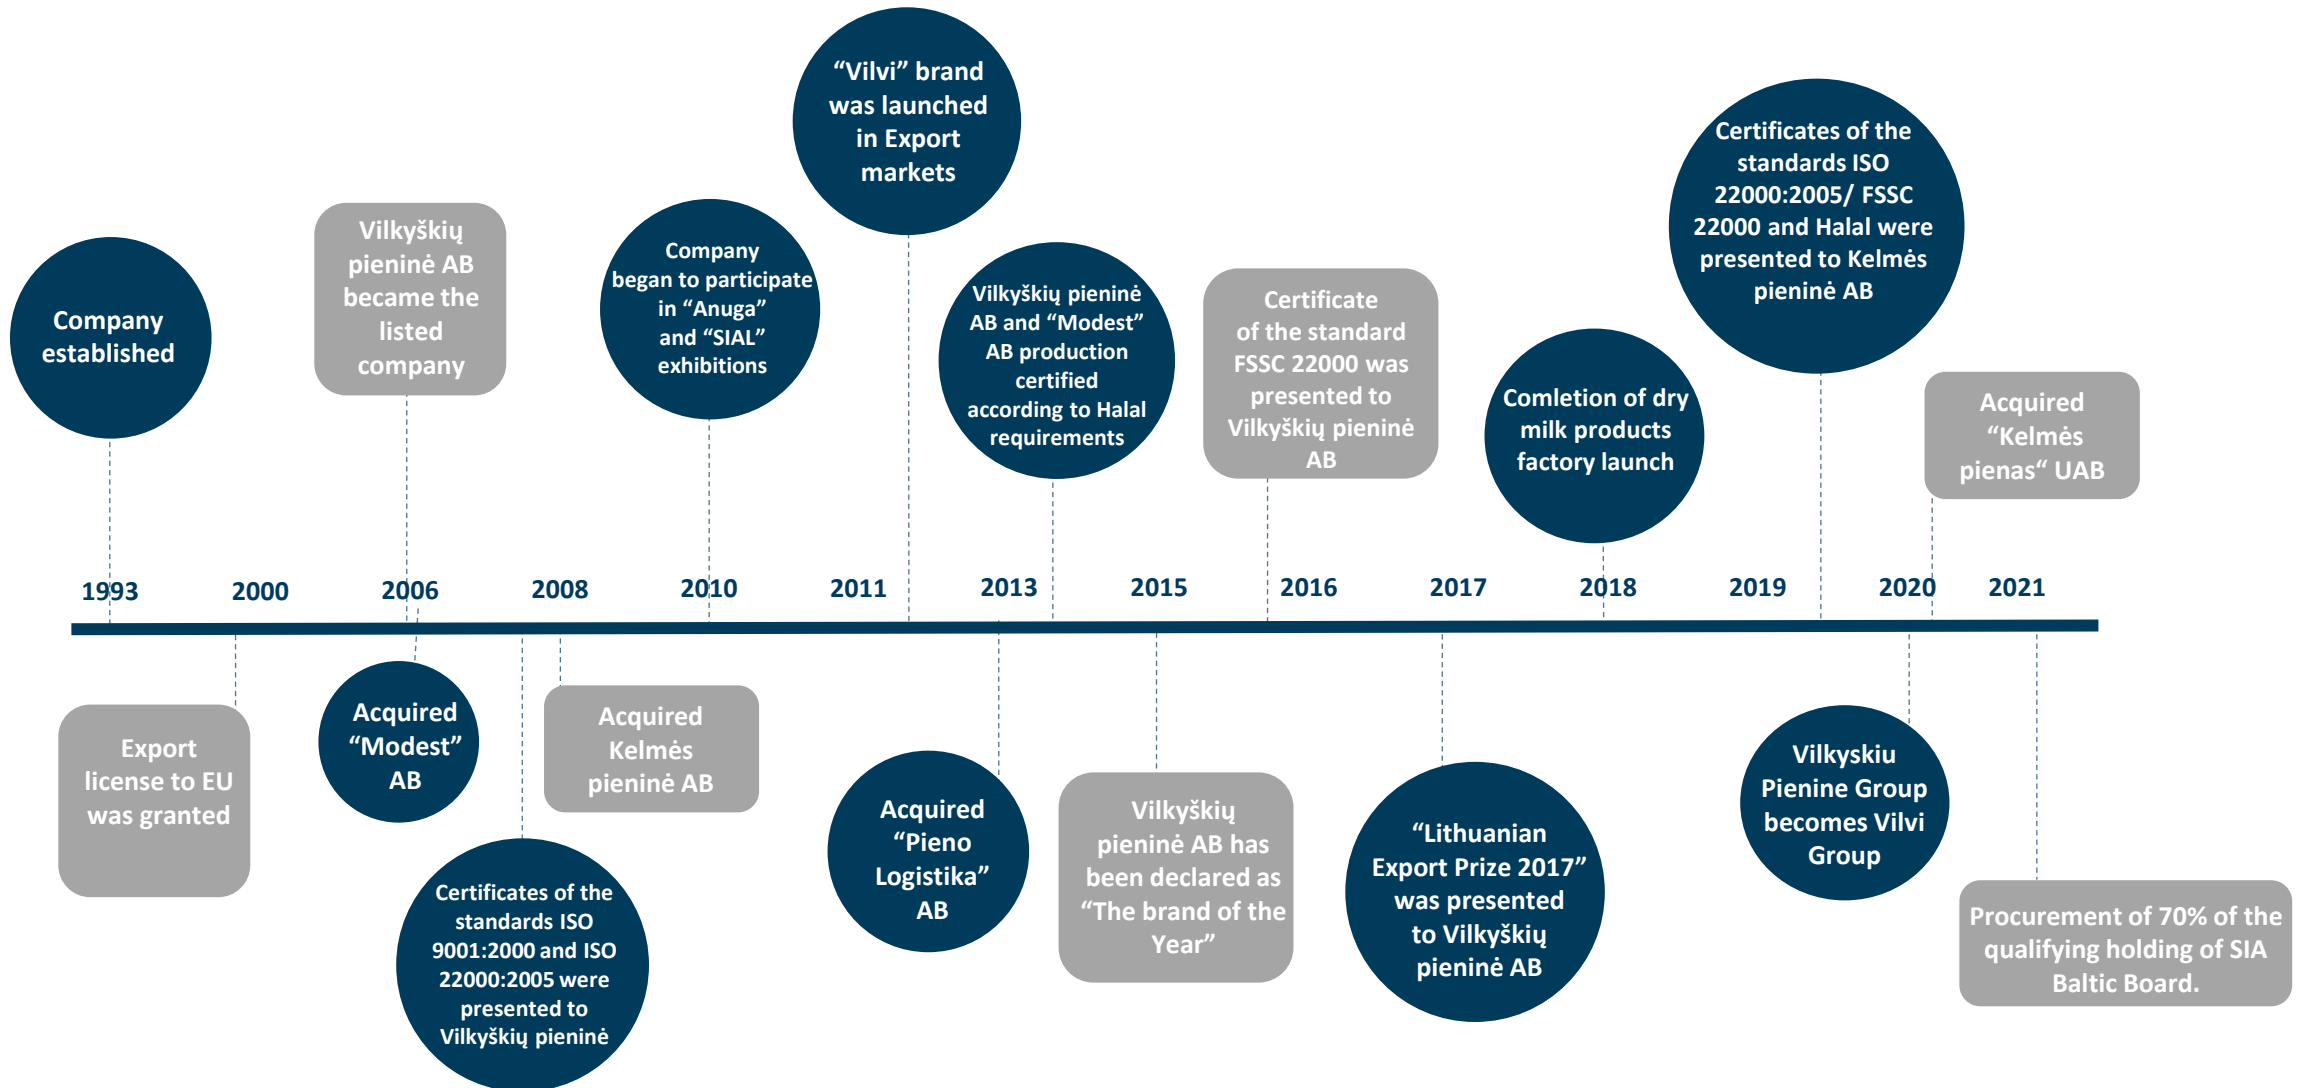 “Vilvi” brand
was launched
in Export
markets
Certificates of the
standards ISO
22000:2005/ FSSC
22000 and Halal were
presented to Kelmės
pieninė AB
Company
established
Vilkyškių
pieninė AB
became the
listed
company
Company
began to participate
in “Anuga”
and “SIAL”
exhibitions
Vilkyškių pieninė
AB and “Modest”
AB production
certified
according to Halal
requirements
Certificate
of the standard
FSSC 22000 was
presented to
Vilkyškių pieninė
AB
Comletion of dry
milk products
factory launch
Acquired
“Kelmės
pienas“ UAB
1993 2000 2006 2008 2010 2011 2013 2015 2016 2017 2018 2019 2020 2021
Export
license to EU
was granted
Acquired
“Modest”
AB
Certificates of the
standards ISO
9001:2000 and ISO
22000:2005 were
presented to
Vilkyškių pieninė
Acquired
Kelmės
pieninė AB
Acquired
“Pieno
Logistika”
AB
Vilkyškių
pieninė AB has
been declared as
“The brand of the
Year”
“Lithuanian
Export Prize 2017”
was presented
to Vilkyškių
pieninė AB
Vilkyskiu
Pienine Group
becomes Vilvi
Group
Procurement of 70% of the
qualifying holding of SIA
Baltic Board.